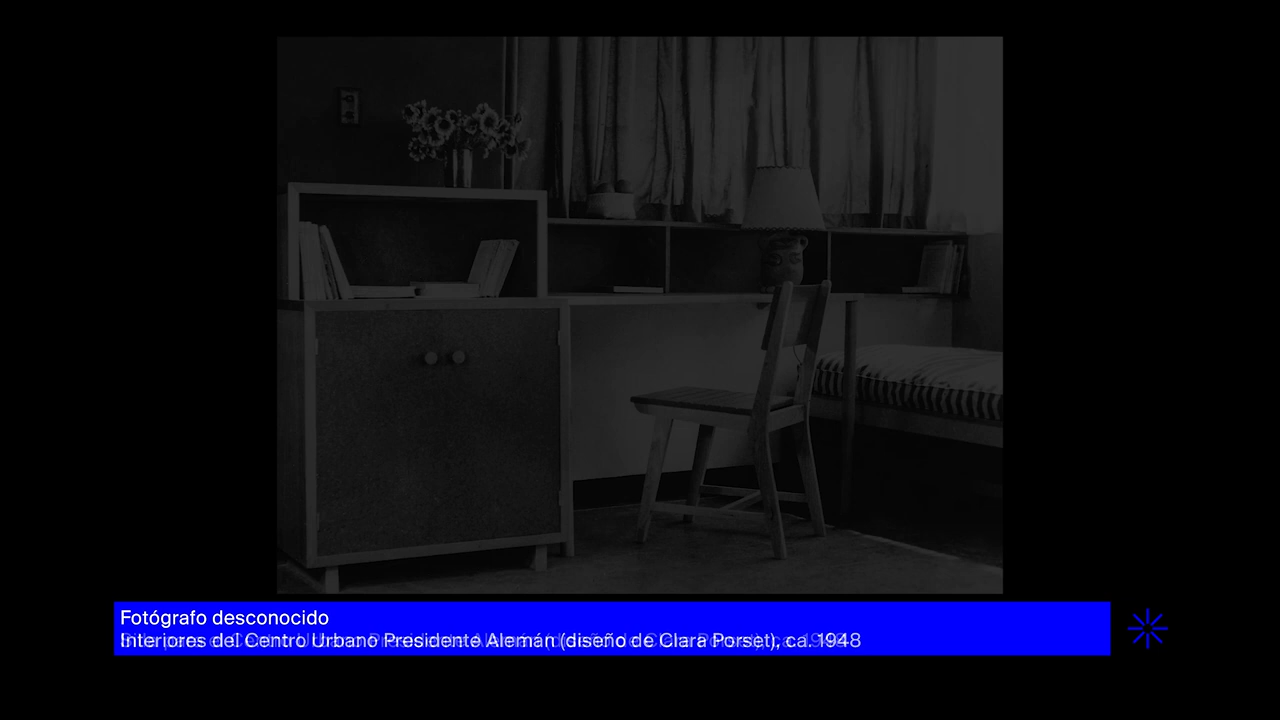 Fotógrafo desconocido
Interiores del Centro Urbano Presidente Alemán (diseño de Clara Porset), ca. 1948